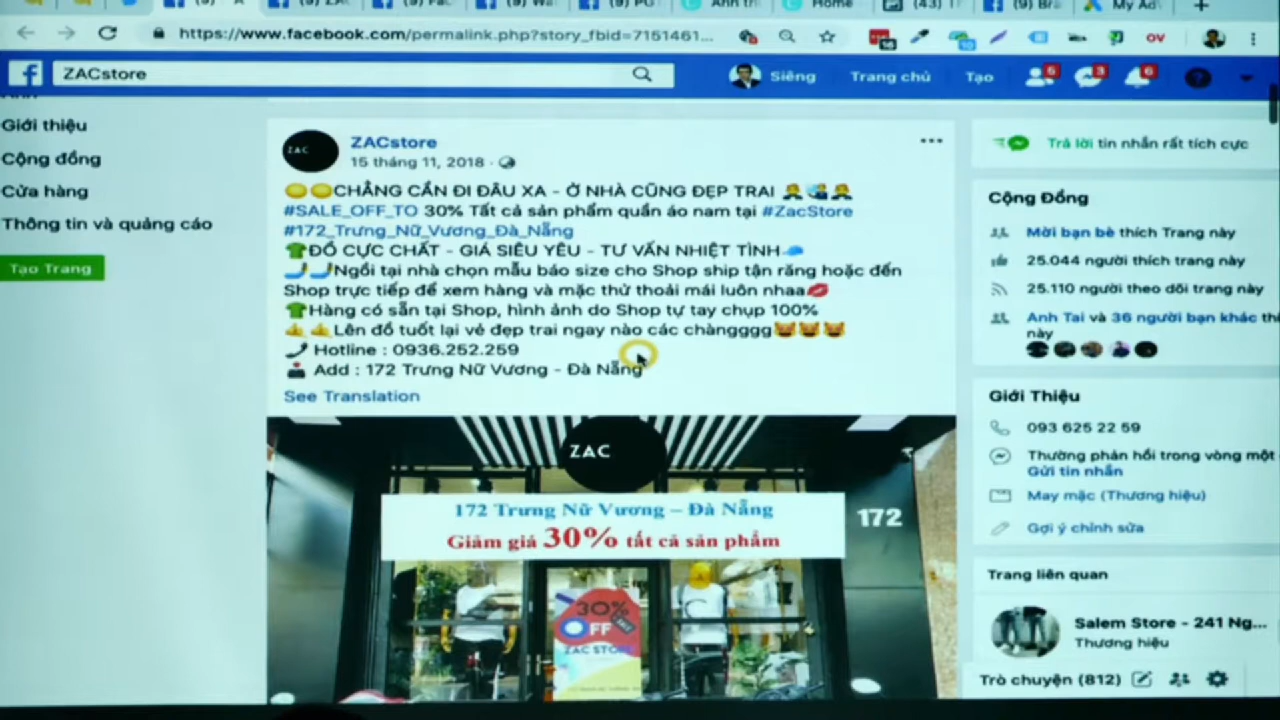 https://www.facebook.com/permalink.php?story_fbid=7151461...
ZACstore
Siêng
Trang chủ
Tạo
Giới thiệu
Cộng đồng
Cửa hàng
Thông tin và quảng cáo
Tạo Trang
ZAC
ZACstore
15 tháng 11, 2018
CHẲNG CẦN ĐI ĐÂU XA - Ở NHÀ CŨNG ĐẸP TRAI
#SALE_OFF_TO 30% Tất cả sản phẩm quần áo nam tại #ZacStore
#172_Trưng_Nữ_Vương_Đà_Nẵng
ĐỒ CỰC CHẤT - GIÁ SIÊU YÊU - TƯ VẤN NHIỆT TÌNH
Ngồi tại nhà chọn mẫu báo size cho Shop ship tận răng hoặc đến
Shop trực tiếp để xem hàng và mặc thử thoải mái luôn nhaa
Hàng có sẵn tại Shop, hình ảnh do Shop tự tay chụp 100%
Lên đồ tuốt lại vẻ đẹp trai ngay nào các chàngggg
Hotline : 0936.252.259
Add : 172 Trưng Nữ Vương - Đà Nẵng
See Translation
ZAC
172 Trưng Nữ Vương – Đà Nẵng
Giảm giá 30% tất cả sản phẩm
172
30%
OFF
SALE
ZAC STORE
Trả lời tin nhắn rất tích cực
Cộng Đồng
Mời bạn bè thích Trang này
25.044 người thích trang này
25.110 người theo dõi trang này
Anh Tai và 36 người bạn khác th
này
Giới Thiệu
093 625 22 59
Thường phản hồi trong vòng một
Gửi tin nhắn
May mặc (Thương hiệu)
Gợi ý chỉnh sửa
Trang liên quan
Salem Store - 241 Ng...
Thương hiệu
Trò chuyện (812)